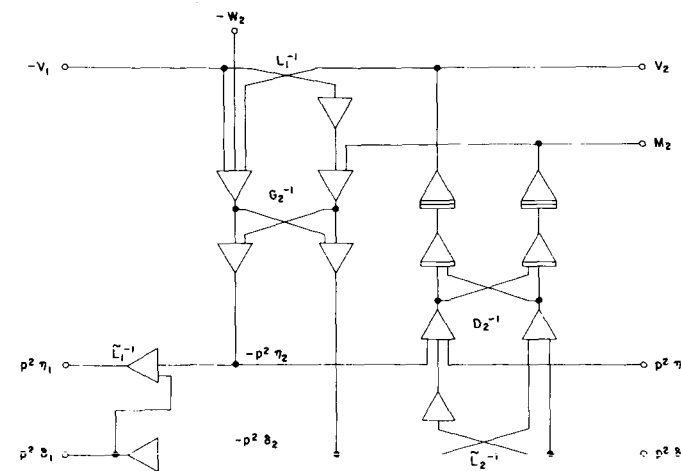 -W₂
-V₁
L₁⁻¹
V₂
M₂
G₂⁻¹
D₂⁻¹
L̃₁⁻¹
p² η₁
-p² η₂
p² η
p² δ₁
-p² δ₂
L̃₂⁻¹
p² δ